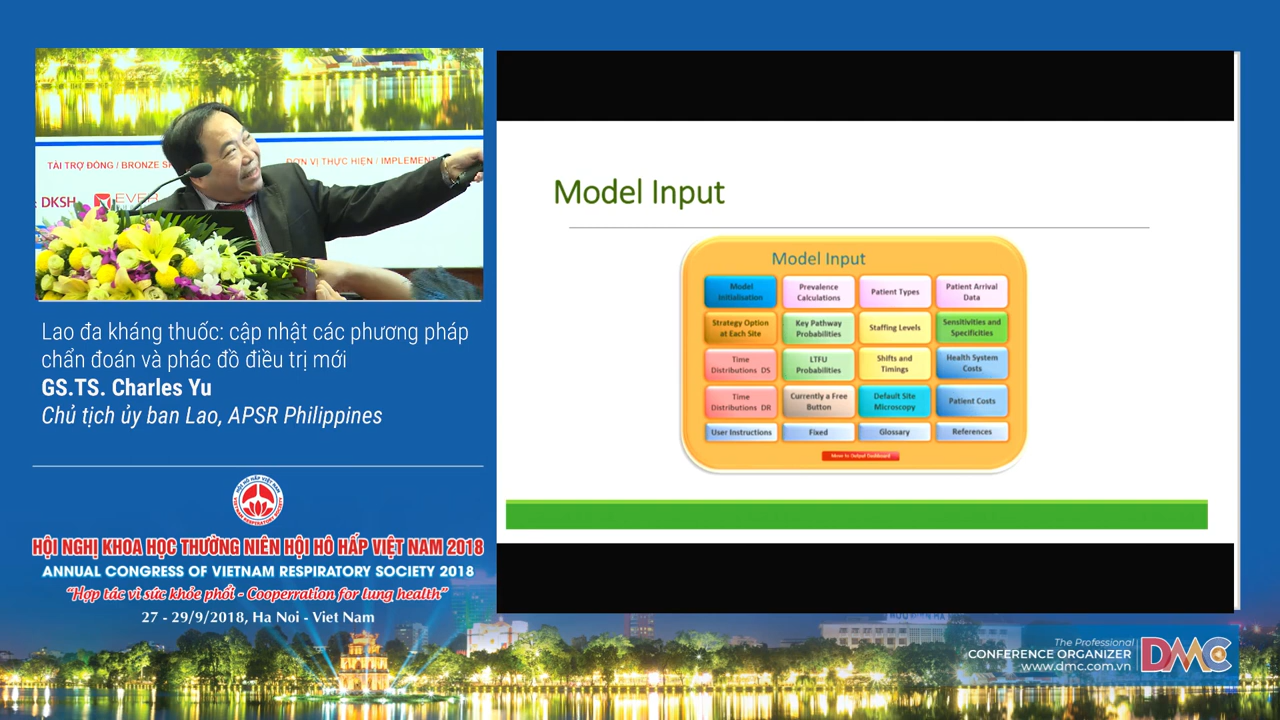 TÀI TRỢ ĐỒNG / BRONZE
ĐƠN VỊ THỰC HIỆN /
DKSH
EVER
Lao đa kháng thuốc: cập nhật các phương pháp
chẩn đoán và phác đồ điều trị mới
GS.TS. Charles Yu
Chủ tịch ủy ban Lao, APSR Philippines
HỘI NGHỊ KHOA HỌC THƯỜNG NIÊN HỘI HÔ HẤP VIỆT NAM 2018
ANNUAL CONGRESS OF VIETNAM RESPIRATORY SOCIETY 2018
“Hợp tác vì sức khỏe phổi - Cooperration for lung health”
27 - 29/9/2018, Ha Noi - Viet Nam
Model Input
Model Input
Model Initialisation
Prevalence Calculations
Patient Types
Patient Arrival Data
Strategy Option at Each Site
Key Pathway Probabilities
Staffing Levels
Sensitivities and Specificities
Time Distributions DS
LTFU Probabilities
Shifts and Timings
Health System Costs
Time Distributions DR
Currently a Free Button
Default Site Microscopy
Patient Costs
User Instructions
Fixed
Glossary
References
Move to Output Dashboard
The Professional
CONFERENCE ORGANIZER
www.dmc.com.vn
DMC